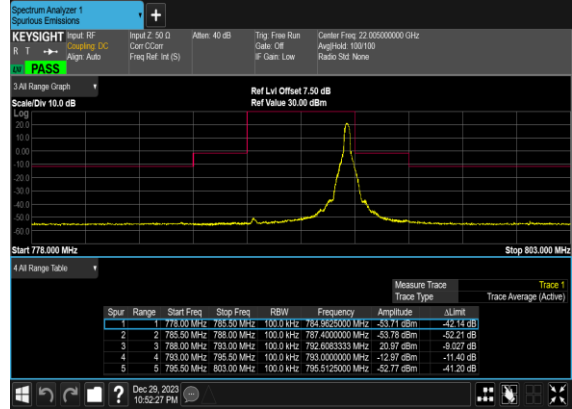 Spectrum Analyzer 1
Spurious Emissions
+
KEYSIGHT Input: RF Input Z: 50 Ω Atten: 40 dB Trig: Free Run Center Freq: 22.005000000 GHz
R T Coupling: DC Corr CCorr Gate: Off Avg|Hold: 100/100
Align: Auto Freq Ref: Int (S) IF Gain: Low Radio Std: None
PASS
3 All Range Graph
Ref Lvl Offset 7.50 dB
Scale/Div 10.0 dB Ref Value 30.00 dBm
Log
20.0
10.0
0.00
-10.0
-20.0
-30.0
-40.0
-50.0
-60.0
Start 778.000 MHz Stop 803.000 MHz
4 All Range Table
Measure Trace Trace 1
Trace Type Trace Average (Active)
Spur Range Start Freq Stop Freq RBW Frequency Amplitude ΔLimit
1 1 778.00 MHz 785.50 MHz 100.0 kHz 784.9625000 MHz -53.71 dBm -42.14 dB
2 2 785.50 MHz 788.00 MHz 100.0 kHz 787.4000000 MHz -53.78 dBm -52.21 dB
3 3 788.00 MHz 793.00 MHz 100.0 kHz 792.6083333 MHz 20.97 dBm -9.027 dB
4 4 793.00 MHz 795.50 MHz 100.0 kHz 793.0000000 MHz -12.97 dBm -11.40 dB
5 5 795.50 MHz 803.00 MHz 100.0 kHz 795.5125000 MHz -52.77 dBm -41.20 dB
? Dec 29, 2023
10:52:27 PM